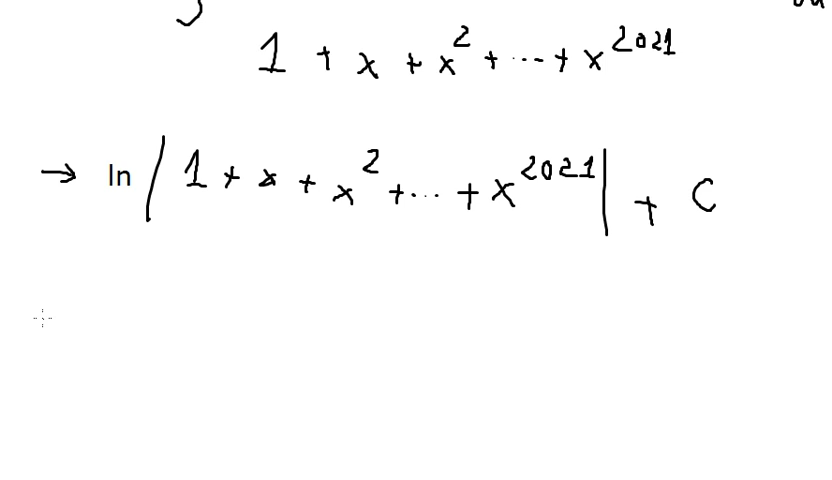 1 + x + x² + ... + x²⁰²¹
→ ln | 1 + x + x² + ... + x²⁰²¹ | + C